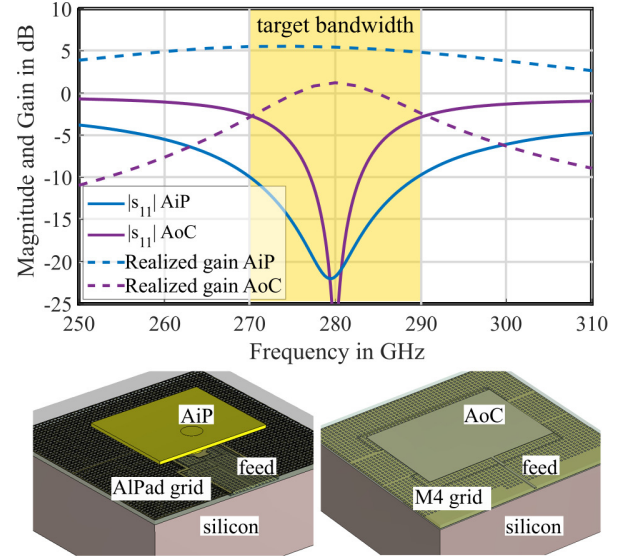 target bandwidth
10
5
0
-5
-10
-15
-20
-25
Magnitude and Gain in dB
|s₁₁| AiP
|s₁₁| AoC
Realized gain AiP
Realized gain AoC
250 260 270 280 290 300 310
Frequency in GHz
AiP
feed
AlPad grid
silicon
AoC
feed
M4 grid
silicon